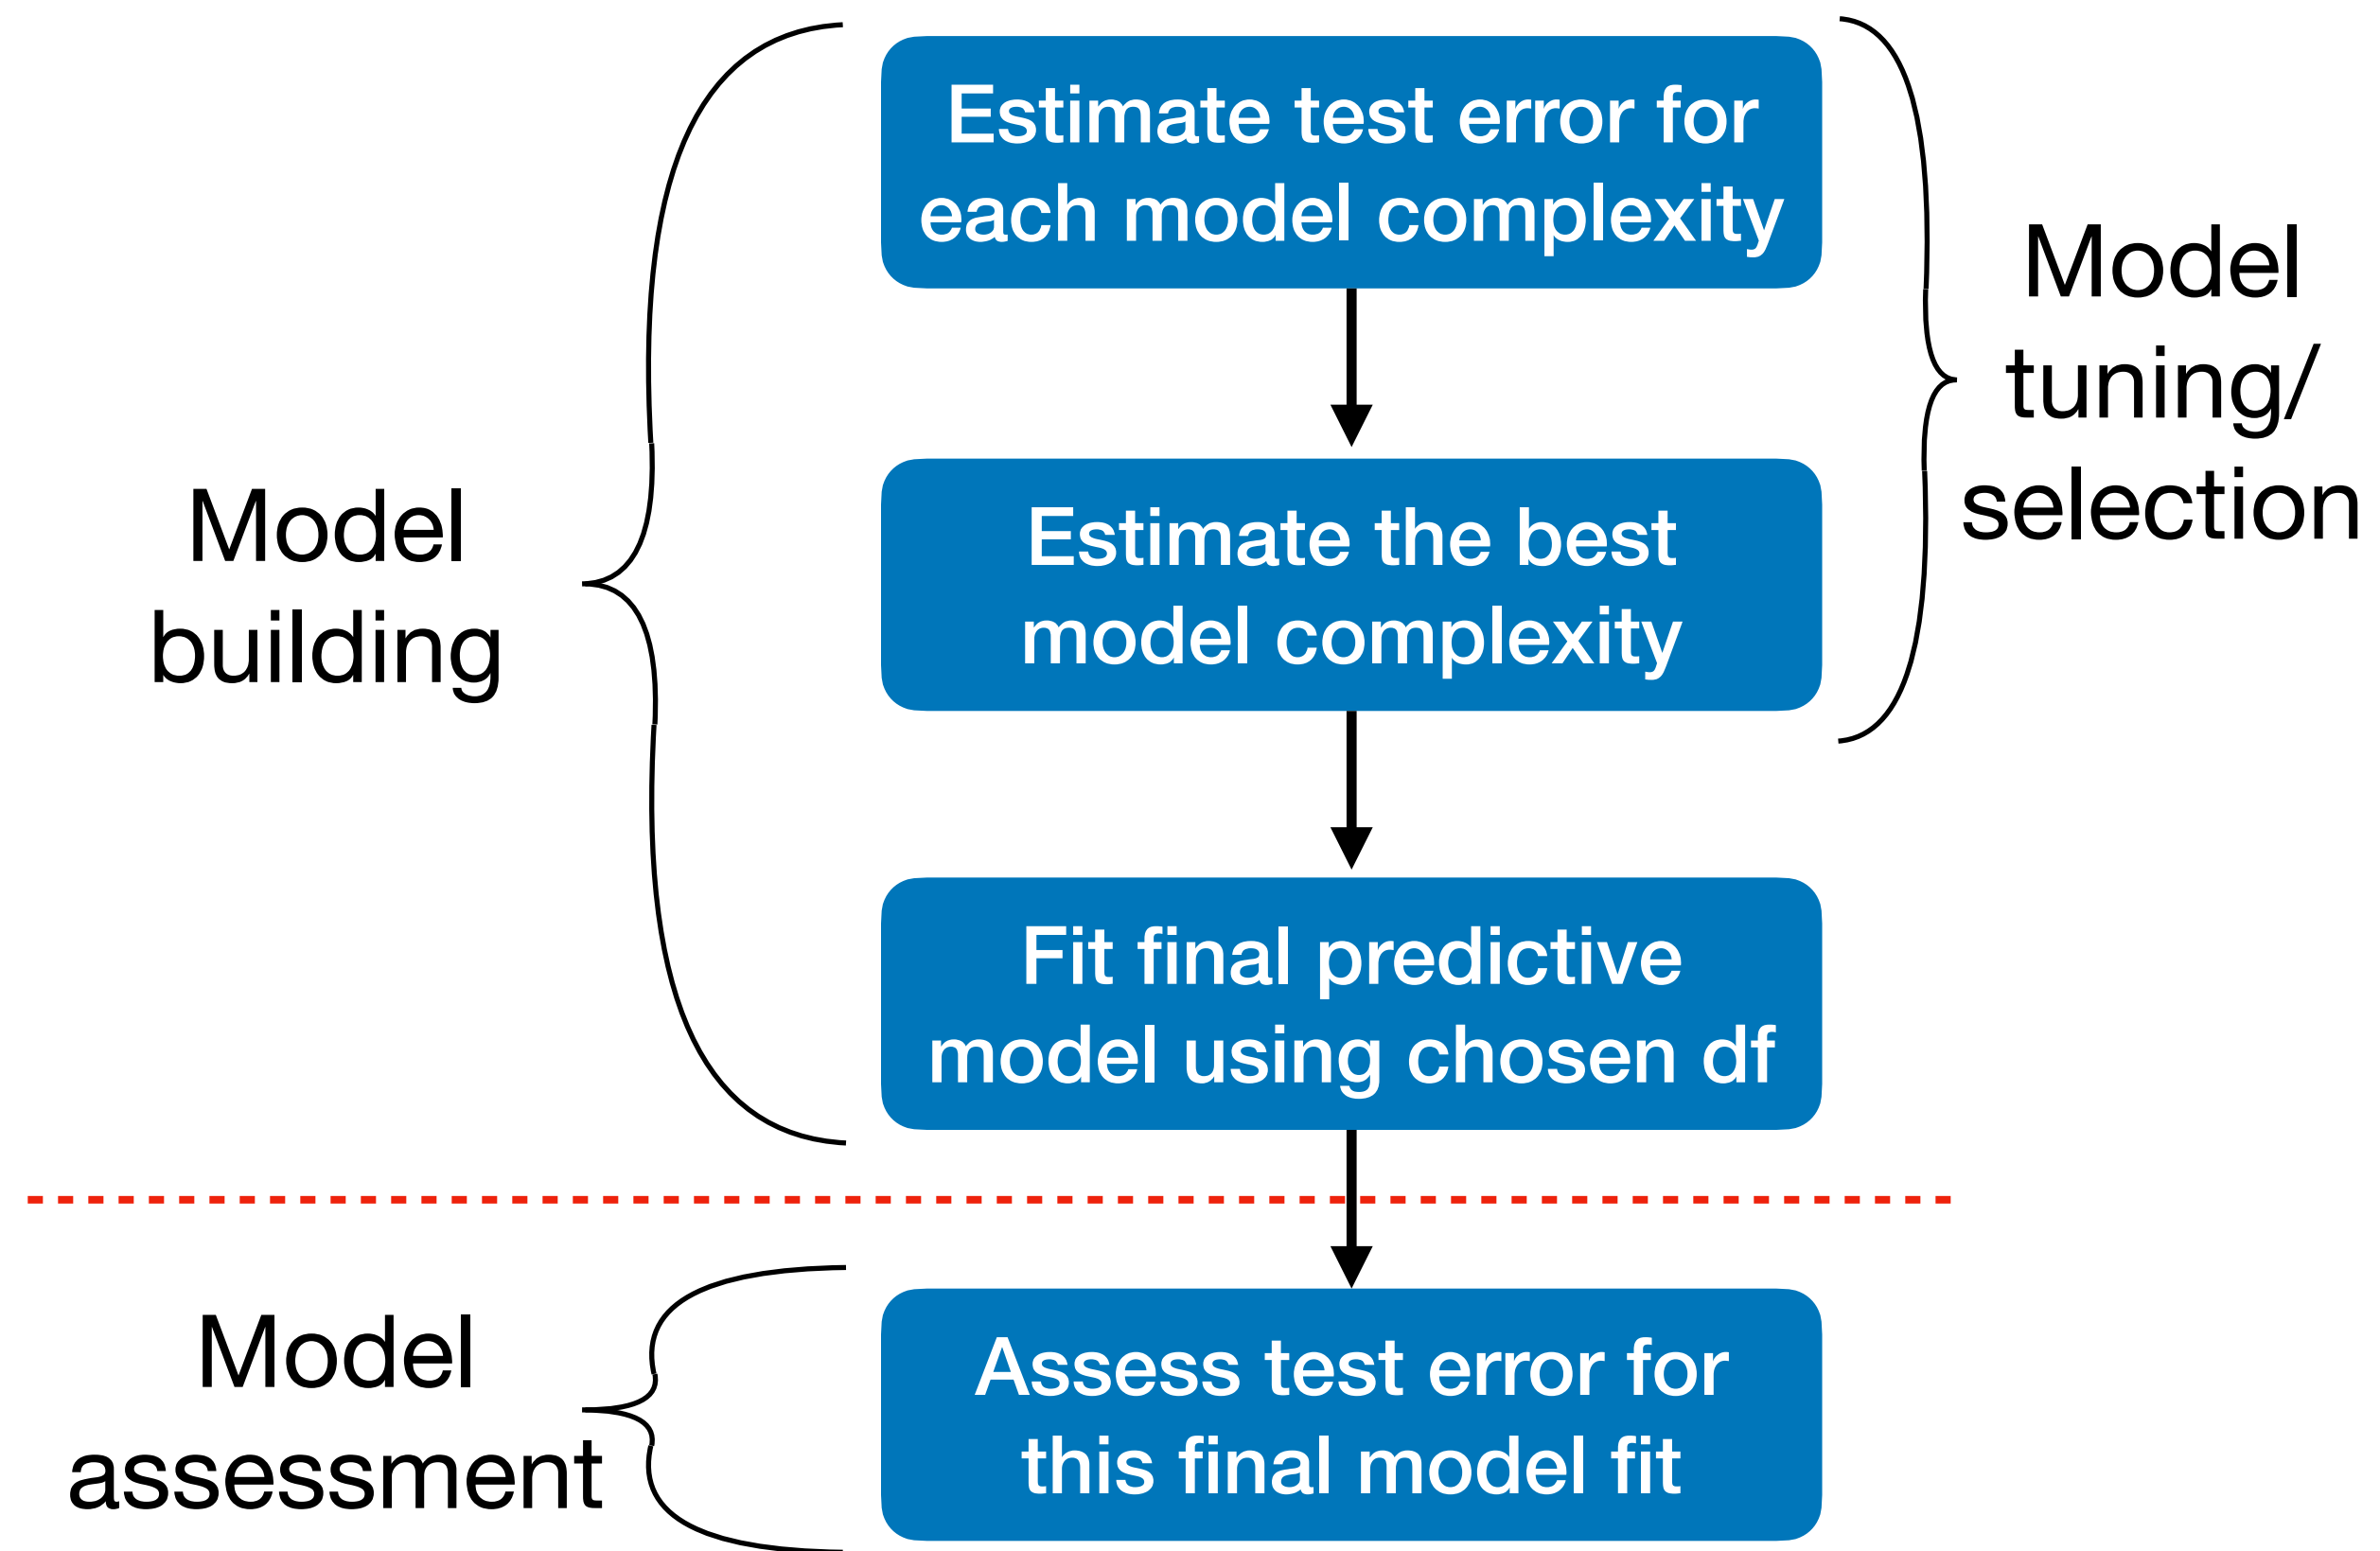 Estimate test error for
each model complexity
Model
tuning/
selection
Model
building
Estimate the best
model complexity
Fit final predictive
model using chosen df
Model
assessment
Assess test error for
this final model fit